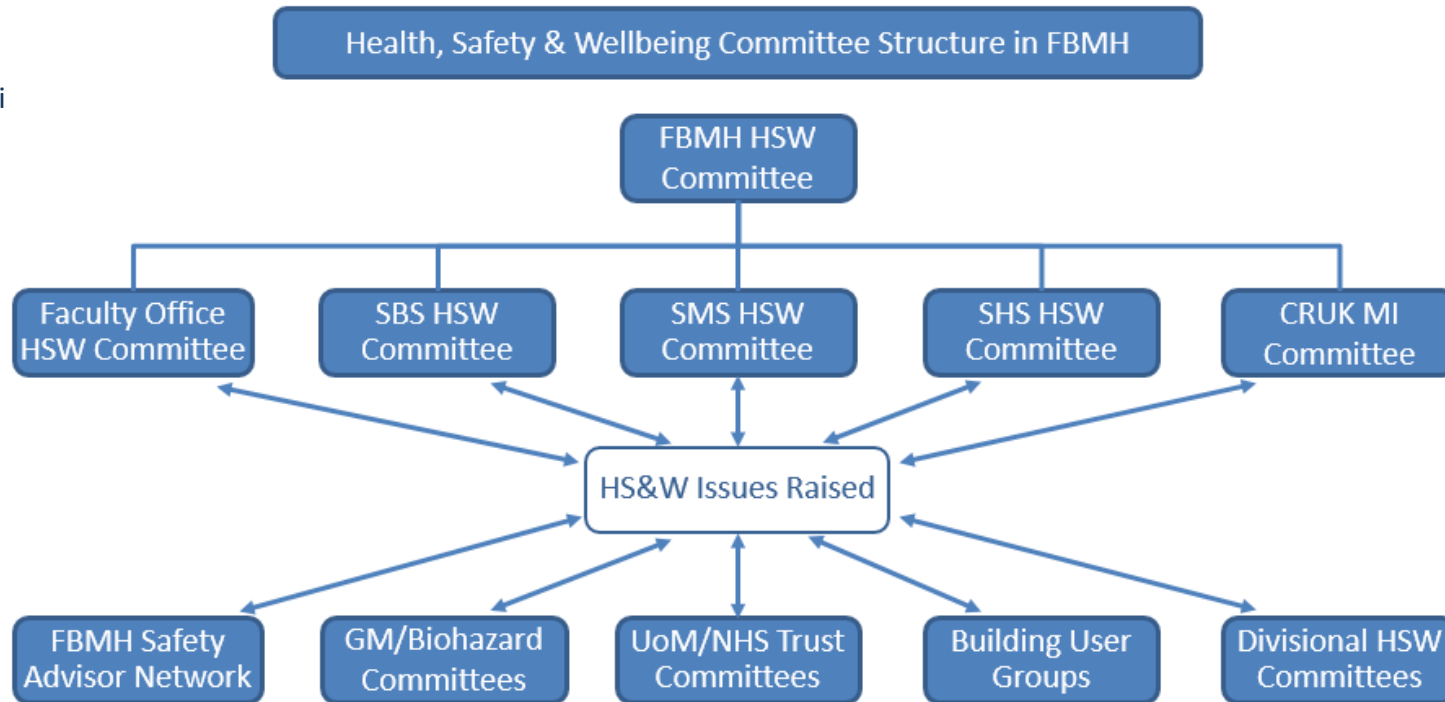 Health, Safety & Wellbeing Committee Structure in FBMH
i
FBMH HSW
Committee
Faculty Office
HSW Committee
SBS HSW
Committee
SMS HSW
Committee
SHS HSW
Committee
CRUK MI
Committee
HS&W Issues Raised
FBMH Safety
Advisor Network
GM/Biohazard
Committees
UoM/NHS Trust
Committees
Building User
Groups
Divisional HSW
Committees